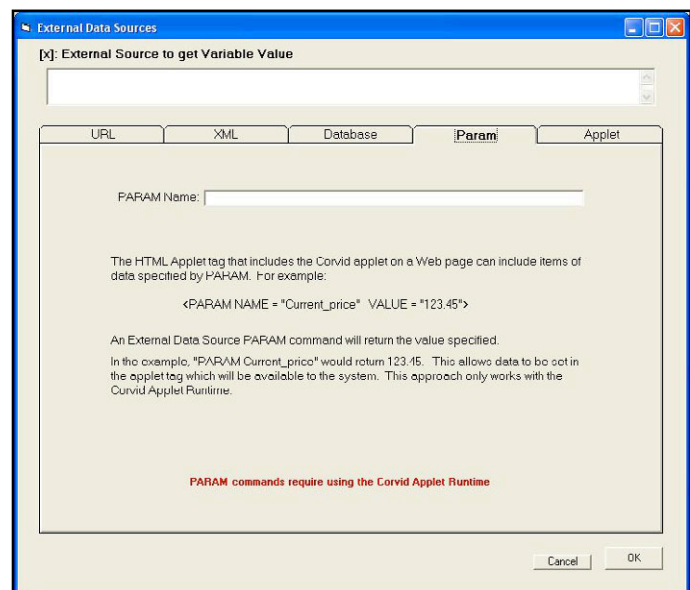 External Data Sources
[x]: External Source to get Variable Value
URL XML Database Param Applet
PARAM Name:
The HTML Applet tag that includes the Corvid applet on a Web page can include items of
data specified by PARAM. For example:
<PARAM NAME = "Current_price" VALUE = "123.45">
An External Data Source PARAM command will return the value specified.
In the example, "PARAM Current_price" would return 123.45. This allows data to be set in
the applet tag which will be available to the system. This approach only works with the
Corvid Applet Runtime.
PARAM commands require using the Corvid Applet Runtime
Cancel OK